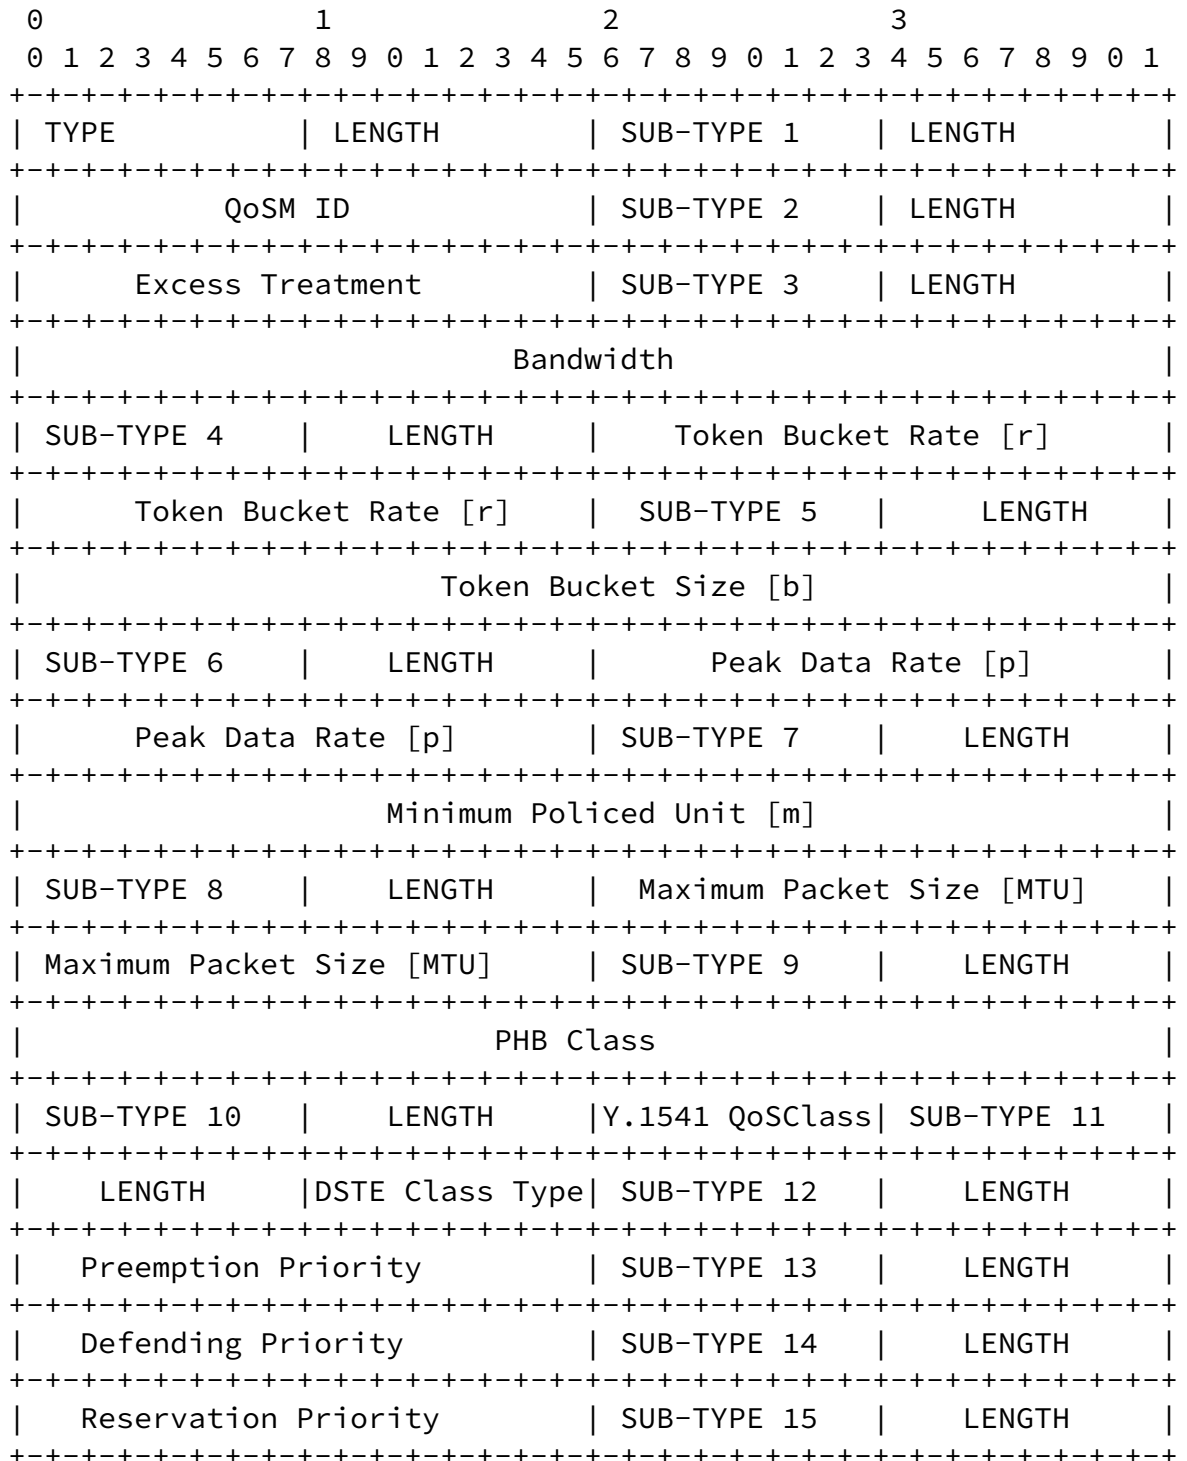 0                   1                   2                   3
 0 1 2 3 4 5 6 7 8 9 0 1 2 3 4 5 6 7 8 9 0 1 2 3 4 5 6 7 8 9 0 1
+-+-+-+-+-+-+-+-+-+-+-+-+-+-+-+-+-+-+-+-+-+-+-+-+-+-+-+-+-+-+-+-+
| TYPE          | LENGTH        | SUB-TYPE 1    | LENGTH        |
+-+-+-+-+-+-+-+-+-+-+-+-+-+-+-+-+-+-+-+-+-+-+-+-+-+-+-+-+-+-+-+-+
|           QoSM ID             | SUB-TYPE 2    | LENGTH        |
+-+-+-+-+-+-+-+-+-+-+-+-+-+-+-+-+-+-+-+-+-+-+-+-+-+-+-+-+-+-+-+-+
|      Excess Treatment         | SUB-TYPE 3    | LENGTH        |
+-+-+-+-+-+-+-+-+-+-+-+-+-+-+-+-+-+-+-+-+-+-+-+-+-+-+-+-+-+-+-+-+
|                           Bandwidth                           |
+-+-+-+-+-+-+-+-+-+-+-+-+-+-+-+-+-+-+-+-+-+-+-+-+-+-+-+-+-+-+-+-+
| SUB-TYPE 4    |    LENGTH     |    Token Bucket Rate [r]      |
+-+-+-+-+-+-+-+-+-+-+-+-+-+-+-+-+-+-+-+-+-+-+-+-+-+-+-+-+-+-+-+-+
|      Token Bucket Rate [r]    |  SUB-TYPE 5   |     LENGTH    |
+-+-+-+-+-+-+-+-+-+-+-+-+-+-+-+-+-+-+-+-+-+-+-+-+-+-+-+-+-+-+-+-+
|                       Token Bucket Size [b]                   |
+-+-+-+-+-+-+-+-+-+-+-+-+-+-+-+-+-+-+-+-+-+-+-+-+-+-+-+-+-+-+-+-+
| SUB-TYPE 6    |    LENGTH     |      Peak Data Rate [p]       |
+-+-+-+-+-+-+-+-+-+-+-+-+-+-+-+-+-+-+-+-+-+-+-+-+-+-+-+-+-+-+-+-+
|      Peak Data Rate [p]       | SUB-TYPE 7    |    LENGTH     |
+-+-+-+-+-+-+-+-+-+-+-+-+-+-+-+-+-+-+-+-+-+-+-+-+-+-+-+-+-+-+-+-+
|                    Minimum Policed Unit [m]                   |
+-+-+-+-+-+-+-+-+-+-+-+-+-+-+-+-+-+-+-+-+-+-+-+-+-+-+-+-+-+-+-+-+
| SUB-TYPE 8    |    LENGTH     |  Maximum Packet Size [MTU]    |
+-+-+-+-+-+-+-+-+-+-+-+-+-+-+-+-+-+-+-+-+-+-+-+-+-+-+-+-+-+-+-+-+
| Maximum Packet Size [MTU]     | SUB-TYPE 9    |    LENGTH     |
+-+-+-+-+-+-+-+-+-+-+-+-+-+-+-+-+-+-+-+-+-+-+-+-+-+-+-+-+-+-+-+-+
|                          PHB Class                            |
+-+-+-+-+-+-+-+-+-+-+-+-+-+-+-+-+-+-+-+-+-+-+-+-+-+-+-+-+-+-+-+-+
| SUB-TYPE 10   |    LENGTH     |Y.1541 QoSClass| SUB-TYPE 11   |
+-+-+-+-+-+-+-+-+-+-+-+-+-+-+-+-+-+-+-+-+-+-+-+-+-+-+-+-+-+-+-+-+
|    LENGTH     |DSTE Class Type| SUB-TYPE 12   |    LENGTH     |
+-+-+-+-+-+-+-+-+-+-+-+-+-+-+-+-+-+-+-+-+-+-+-+-+-+-+-+-+-+-+-+-+
|   Preemption Priority         | SUB-TYPE 13   |    LENGTH     |
+-+-+-+-+-+-+-+-+-+-+-+-+-+-+-+-+-+-+-+-+-+-+-+-+-+-+-+-+-+-+-+-+
|   Defending Priority          | SUB-TYPE 14   |    LENGTH     |
+-+-+-+-+-+-+-+-+-+-+-+-+-+-+-+-+-+-+-+-+-+-+-+-+-+-+-+-+-+-+-+-+
|   Reservation Priority        | SUB-TYPE 15   |    LENGTH     |
+-+-+-+-+-+-+-+-+-+-+-+-+-+-+-+-+-+-+-+-+-+-+-+-+-+-+-+-+-+-+-+-+